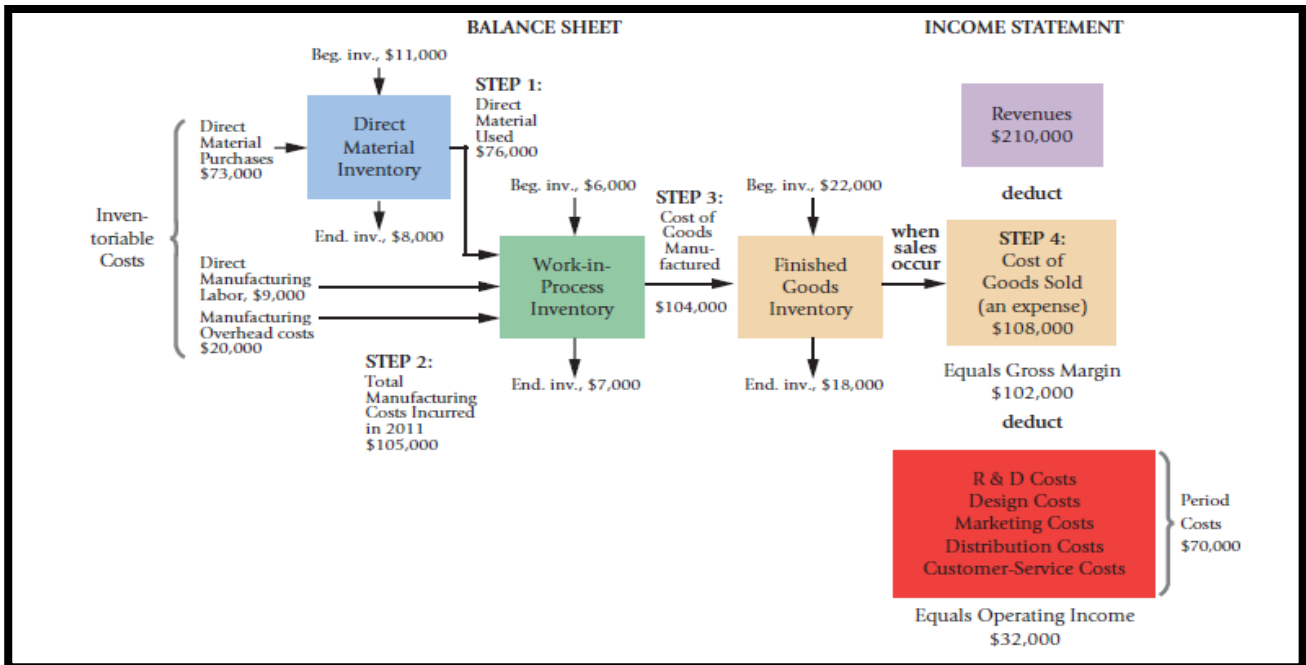 BALANCE SHEET
INCOME STATEMENT
Beg. inv., $11,000
STEP 1:
Direct
Material
Used
$76,000
Direct
Material
Purchases
$73,000
Direct
Material
Inventory
End. inv., $8,000
Inven-
toriable
Costs
Direct
Manufacturing
Labor, $9,000
Manufacturing
Overhead costs
$20,000
STEP 2:
Total
Manufacturing
Costs Incurred
in 2011
$105,000
Beg. inv., $6,000
Work-in-
Process
Inventory
End. inv., $7,000
STEP 3:
Cost of
Goods
Manu-
factured
$104,000
Beg. inv., $22,000
Finished
Goods
Inventory
End. inv., $18,000
when
sales
occur
Revenues
$210,000
deduct
STEP 4:
Cost of
Goods Sold
(an expense)
$108,000
Equals Gross Margin
$102,000
deduct
R & D Costs
Design Costs
Marketing Costs
Distribution Costs
Customer-Service Costs
Period
Costs
$70,000
Equals Operating Income
$32,000